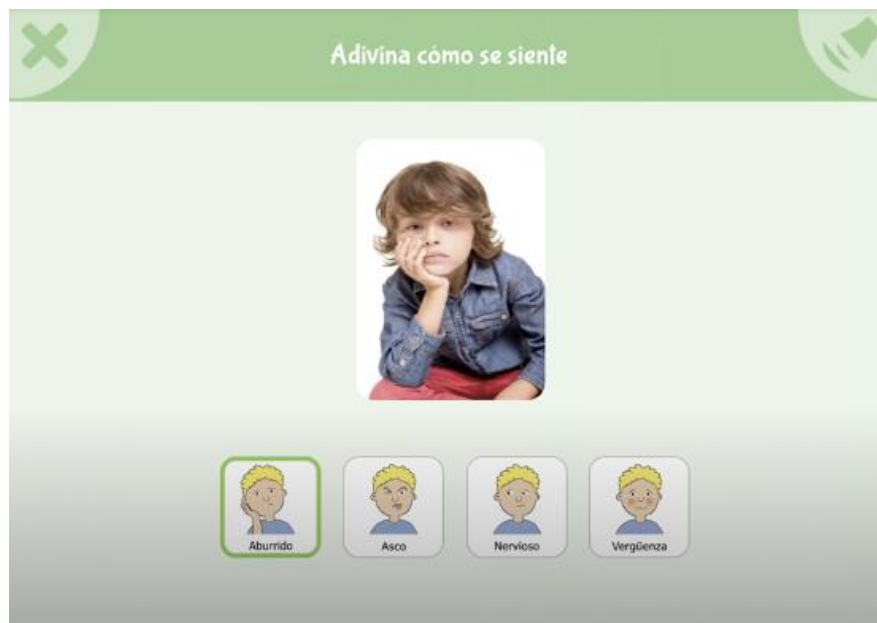 Adivina cómo se siente
Aburrido
Asco
Nervioso
Vergüenza